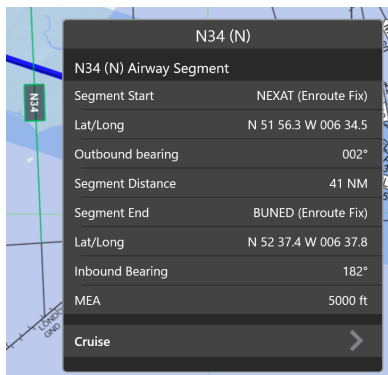 N34 (N)
N34 (N) Airway Segment
Segment Start NEXAT (Enroute Fix)
Lat/Long N 51 56.3 W 006 34.5
Outbound bearing 002°
Segment Distance 41 NM
Segment End BUNED (Enroute Fix)
Lat/Long N 52 37.4 W 006 37.8
Inbound Bearing 182°
MEA 5000 ft
Cruise
N34
LONDO
GND